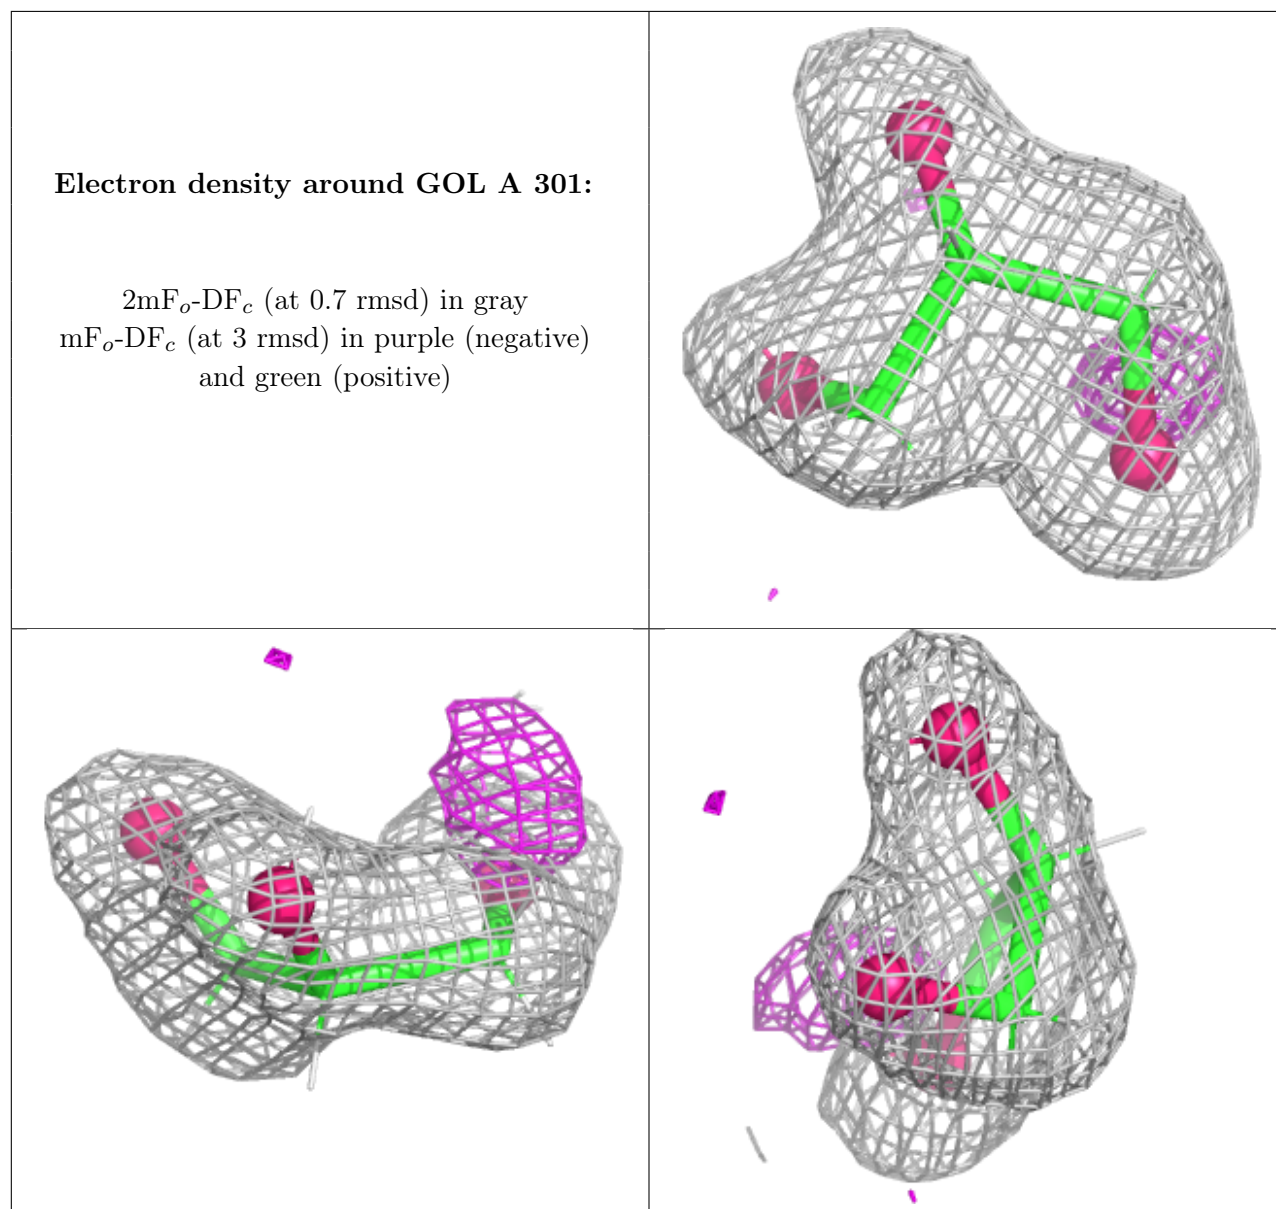 Electron density around GOL A 301:
2mFo-DFc (at 0.7 rmsd) in gray
mFo-DFc (at 3 rmsd) in purple (negative)
and green (positive)